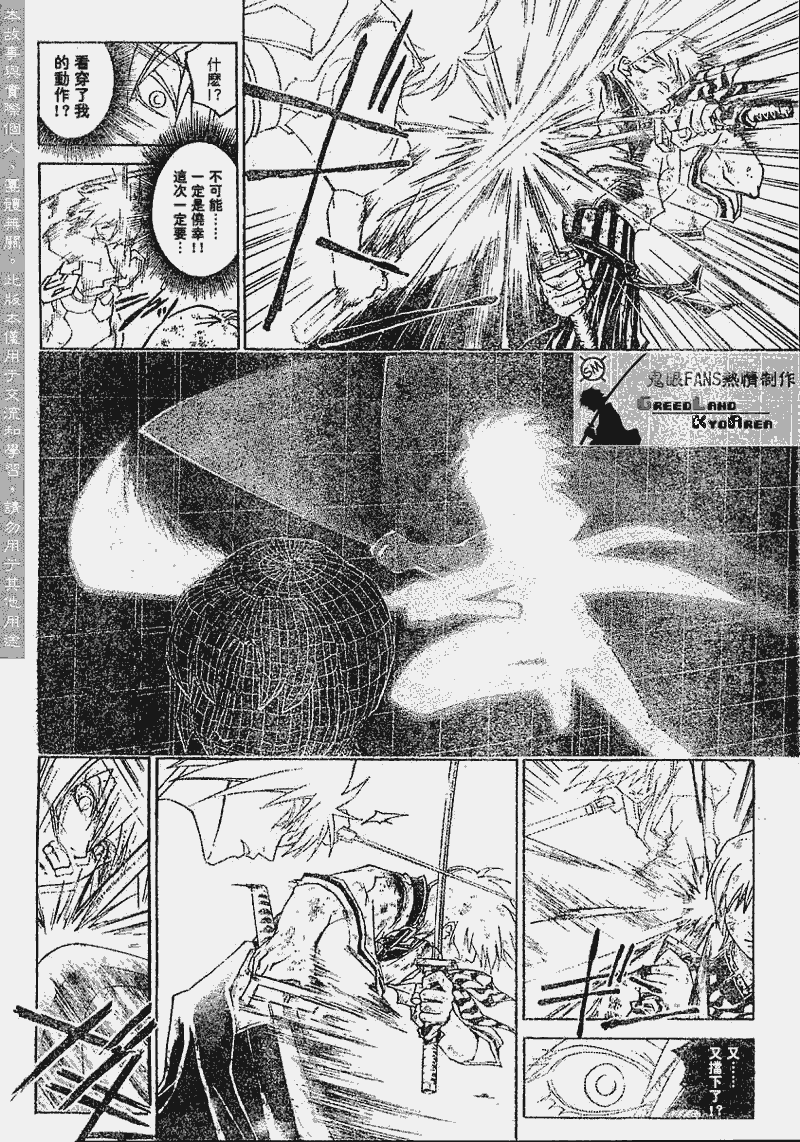 什麼!?
看穿了我
的動作!?
不可能……
一定是僥幸!!
這次一定要…
SM
鬼眼FANS熱情制作
GREEDLAND
KYOAREA
又……
又擋下了!?
本故事與實際個人、團體無關。此版本僅用于交流和學習，請勿用于其他用途